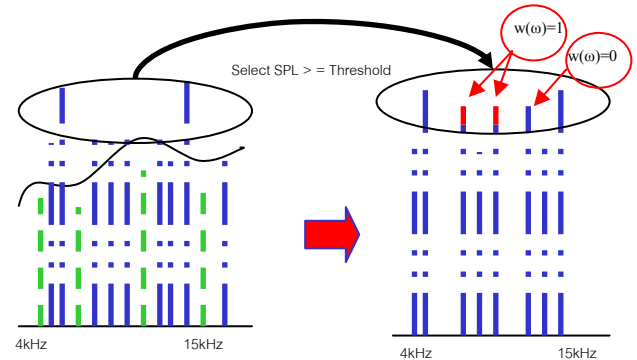 w(ω)=1
w(ω)=0
Select SPL > = Threshold
4kHz
15kHz
4kHz
15kHz